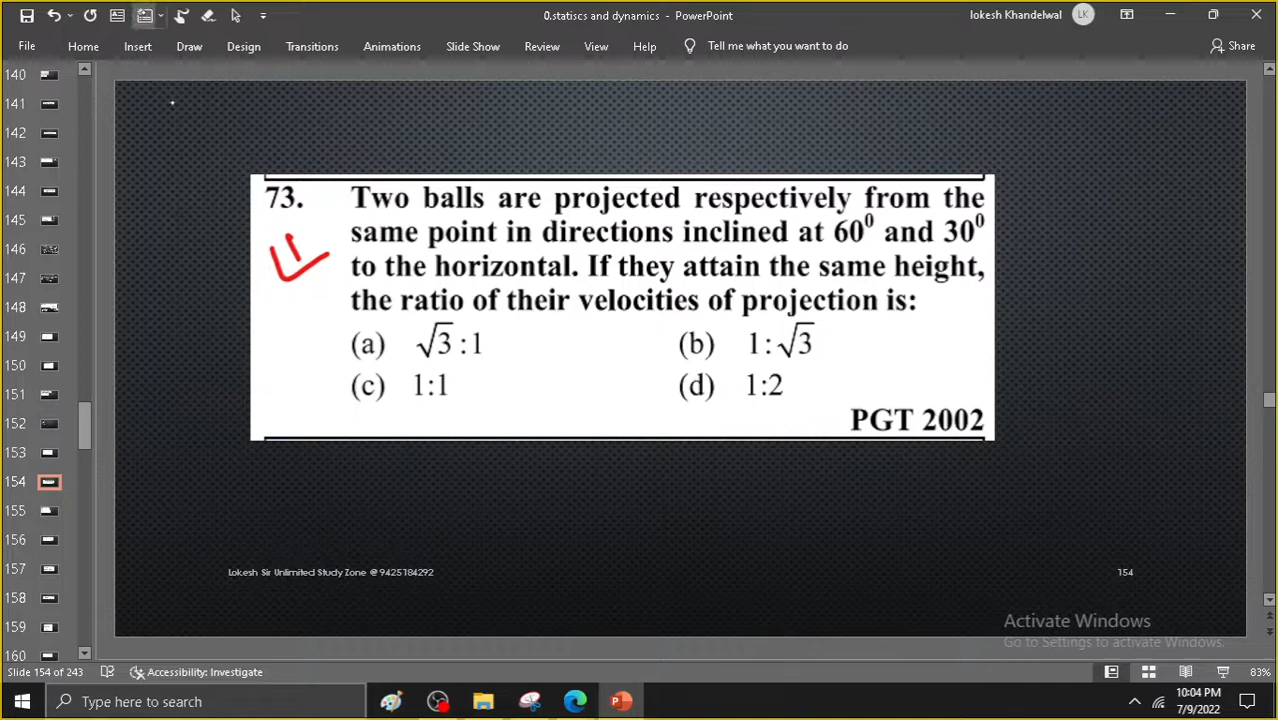 0.statiscs and dynamics - PowerPoint
lokesh Khandelwal
LK
File Home Insert Draw Design Transitions Animations Slide Show Review View Help Tell me what you want to do Share
140
141
142
143
144
145
146
147
148
149
150
151
152
153
154
155
156
157
158
159
160
73. Two balls are projected respectively from the
same point in directions inclined at 60⁰ and 30⁰
to the horizontal. If they attain the same height,
the ratio of their velocities of projection is:
(a) √3 : 1 (b) 1 : √3
(c) 1:1 (d) 1:2
PGT 2002
Lokesh Sir Unlimited Study Zone @ 9425184292
154
Activate Windows
Go to Settings to activate Windows.
Slide 154 of 243 Accessibility: Investigate 83%
Type here to search
10:04 PM
7/9/2022